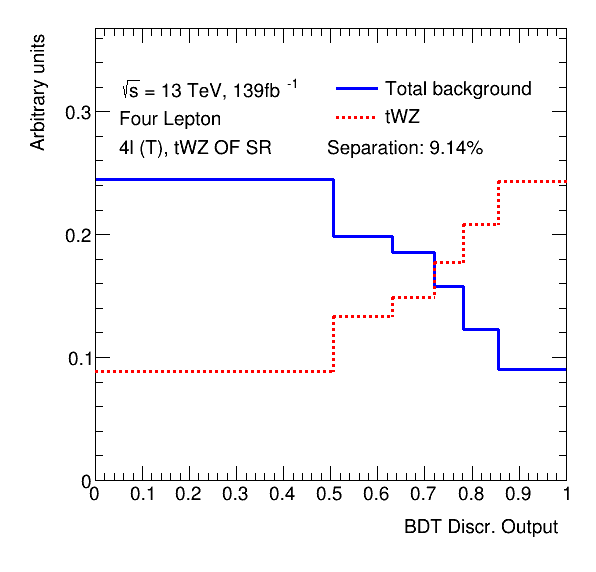 Arbitrary units
√s = 13 TeV, 139fb -1
Four Lepton
4l (T), tWZ OF SR
Total background
tWZ
Separation: 9.14%
0.3
0.2
0.1
0
0 0.1 0.2 0.3 0.4 0.5 0.6 0.7 0.8 0.9 1
BDT Discr. Output